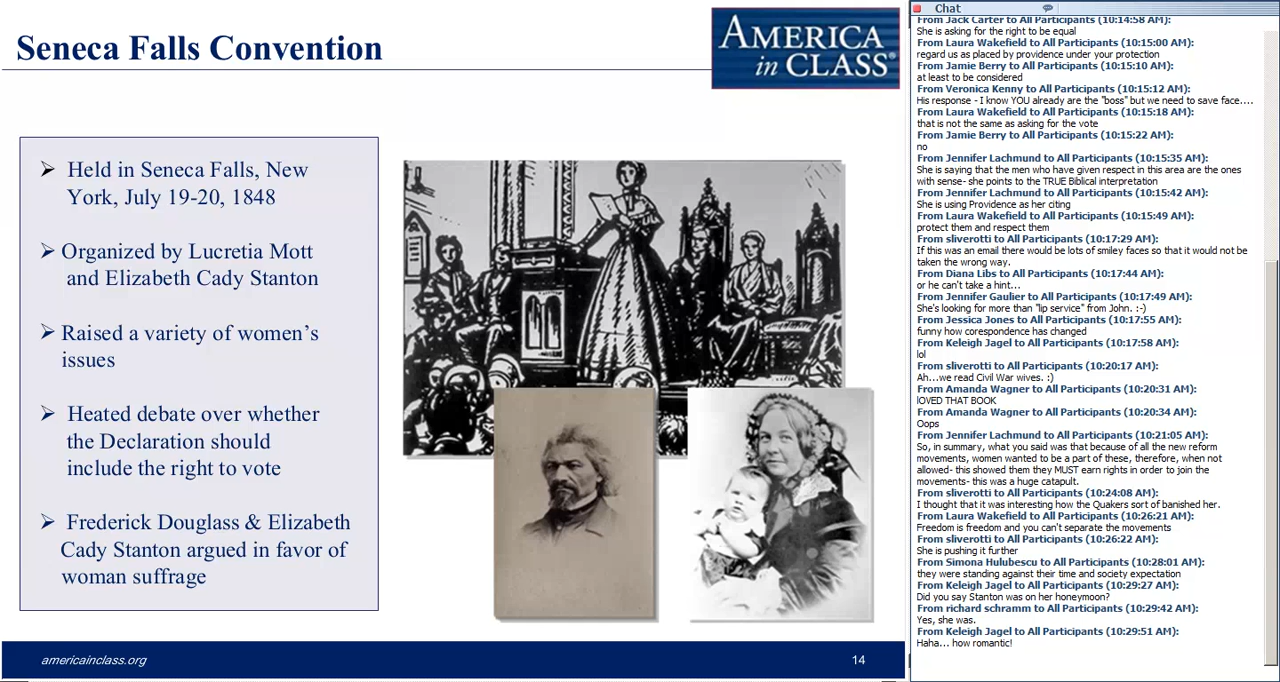 Seneca Falls Convention
AMERICA
in CLASS®
➢ Held in Seneca Falls, New
York, July 19-20, 1848
➢ Organized by Lucretia Mott
and Elizabeth Cady Stanton
➢ Raised a variety of women’s
issues
➢ Heated debate over whether
the Declaration should
include the right to vote
➢ Frederick Douglass & Elizabeth
Cady Stanton argued in favor of
woman suffrage
americainclass.org
14
Chat
From Jack Carter to All Participants (10:14:58 AM):
She is asking for the right to be equal
From Laura Wakefield to All Participants (10:15:00 AM):
regard us as placed by providence under your protection
From Jamie Berry to All Participants (10:15:10 AM):
at least to be considered
From Veronica Kenny to All Participants (10:15:12 AM):
His response - I know YOU already are the "boss" but we need to save face....
From Laura Wakefield to All Participants (10:15:18 AM):
that is not the same as asking for the vote
From Jamie Berry to All Participants (10:15:22 AM):
no
From Jennifer Lachmund to All Participants (10:15:35 AM):
She is saying that the men who have given respect in this area are the ones
with sense- she points to the TRUE Biblical interpretation
From Jennifer Lachmund to All Participants (10:15:42 AM):
She is using Providence as her citing
From Laura Wakefield to All Participants (10:15:49 AM):
protect them and respect them
From sliverotti to All Participants (10:17:29 AM):
If this was an email there would be lots of smiley faces so that it would not be
taken the wrong way.
From Diana Libs to All Participants (10:17:44 AM):
or he can't take a hint...
From Jennifer Gaulier to All Participants (10:17:49 AM):
She's looking for more than "lip service" from John. :-)
From Jessica Jones to All Participants (10:17:55 AM):
funny how corespondence has changed
From Keleigh Jagel to All Participants (10:17:58 AM):
lol
From sliverotti to All Participants (10:20:17 AM):
Ah...we read Civil War wives. :)
From Amanda Wagner to All Participants (10:20:31 AM):
lOVED THAT BOOK
From Amanda Wagner to All Participants (10:20:34 AM):
Oops
From Jennifer Lachmund to All Participants (10:21:05 AM):
So, in summary, what you said was that because of all the new reform
movements, women wanted to be a part of these, therefore, when not
allowed- this showed them they MUST earn rights in order to join the
movements- this was a huge catapult.
From sliverotti to All Participants (10:24:08 AM):
I thought that it was interesting how the Quakers sort of banished her.
From Laura Wakefield to All Participants (10:26:21 AM):
Freedom is freedom and you can't separate the movements
From sliverotti to All Participants (10:26:22 AM):
She is pushing it further
From Simona Hulubescu to All Participants (10:28:01 AM):
they were standing against their time and society expectation
From Keleigh Jagel to All Participants (10:29:27 AM):
Did you say Stanton was on her honeymoon?
From richard schramm to All Participants (10:29:42 AM):
Yes, she was.
From Keleigh Jagel to All Participants (10:29:51 AM):
Haha... how romantic!